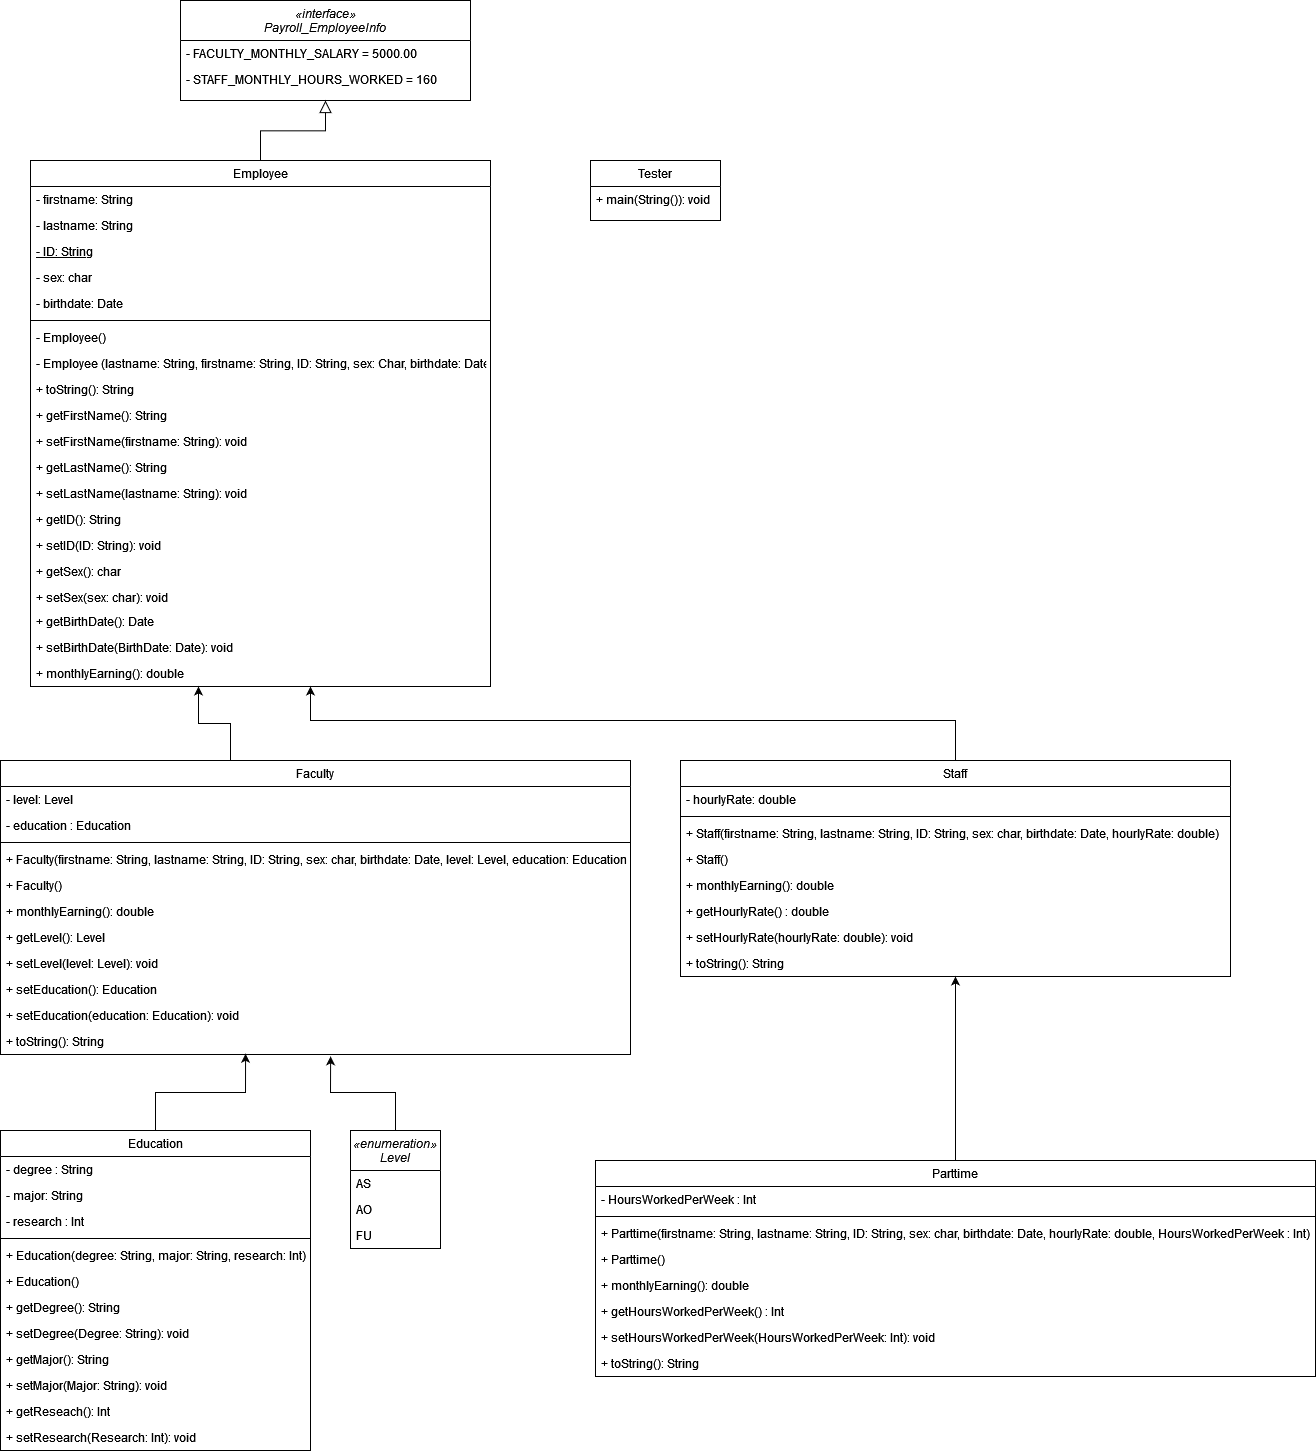 «interface»
Payroll_EmployeeInfo
- FACULTY_MONTHLY_SALARY = 5000.00
- STAFF_MONTHLY_HOURS_WORKED = 160
Employee
- firstname: String
- lastname: String
- ID: String
- sex: char
- birthdate: Date
- Employee()
- Employee (lastname: String, firstname: String, ID: String, sex: Char, birthdate: Date
+ toString(): String
+ getFirstName(): String
+ setFirstName(firstname: String): void
+ getLastName(): String
+ setLastName(lastname: String): void
+ getID(): String
+ setID(ID: String): void
+ getSex(): char
+ setSex(sex: char): void
+ getBirthDate(): Date
+ setBirthDate(BirthDate: Date): void
+ monthlyEarning(): double
Tester
+ main(String()): void
Faculty
- level: Level
- education : Education
+ Faculty(firstname: String, lastname: String, ID: String, sex: char, birthdate: Date, level: Level, education: Education
+ Faculty()
+ monthlyEarning(): double
+ getLevel(): Level
+ setLevel(level: Level): void
+ setEducation(): Education
+ setEducation(education: Education): void
+ toString(): String
Staff
- hourlyRate: double
+ Staff(firstname: String, lastname: String, ID: String, sex: char, birthdate: Date, hourlyRate: double)
+ Staff()
+ monthlyEarning(): double
+ getHourlyRate() : double
+ setHourlyRate(hourlyRate: double): void
+ toString(): String
Education
- degree : String
- major: String
- research : Int
+ Education(degree: String, major: String, research: Int)
+ Education()
+ getDegree(): String
+ setDegree(Degree: String): void
+ getMajor(): String
+ setMajor(Major: String): void
+ getReseach(): Int
+ setResearch(Research: Int): void
«enumeration»
Level
AS
AO
FU
Parttime
- HoursWorkedPerWeek : Int
+ Parttime(firstname: String, lastname: String, ID: String, sex: char, birthdate: Date, hourlyRate: double, HoursWorkedPerWeek : Int)
+ Parttime()
+ monthlyEarning(): double
+ getHoursWorkedPerWeek() : Int
+ setHoursWorkedPerWeek(HoursWorkedPerWeek: Int): void
+ toString(): String